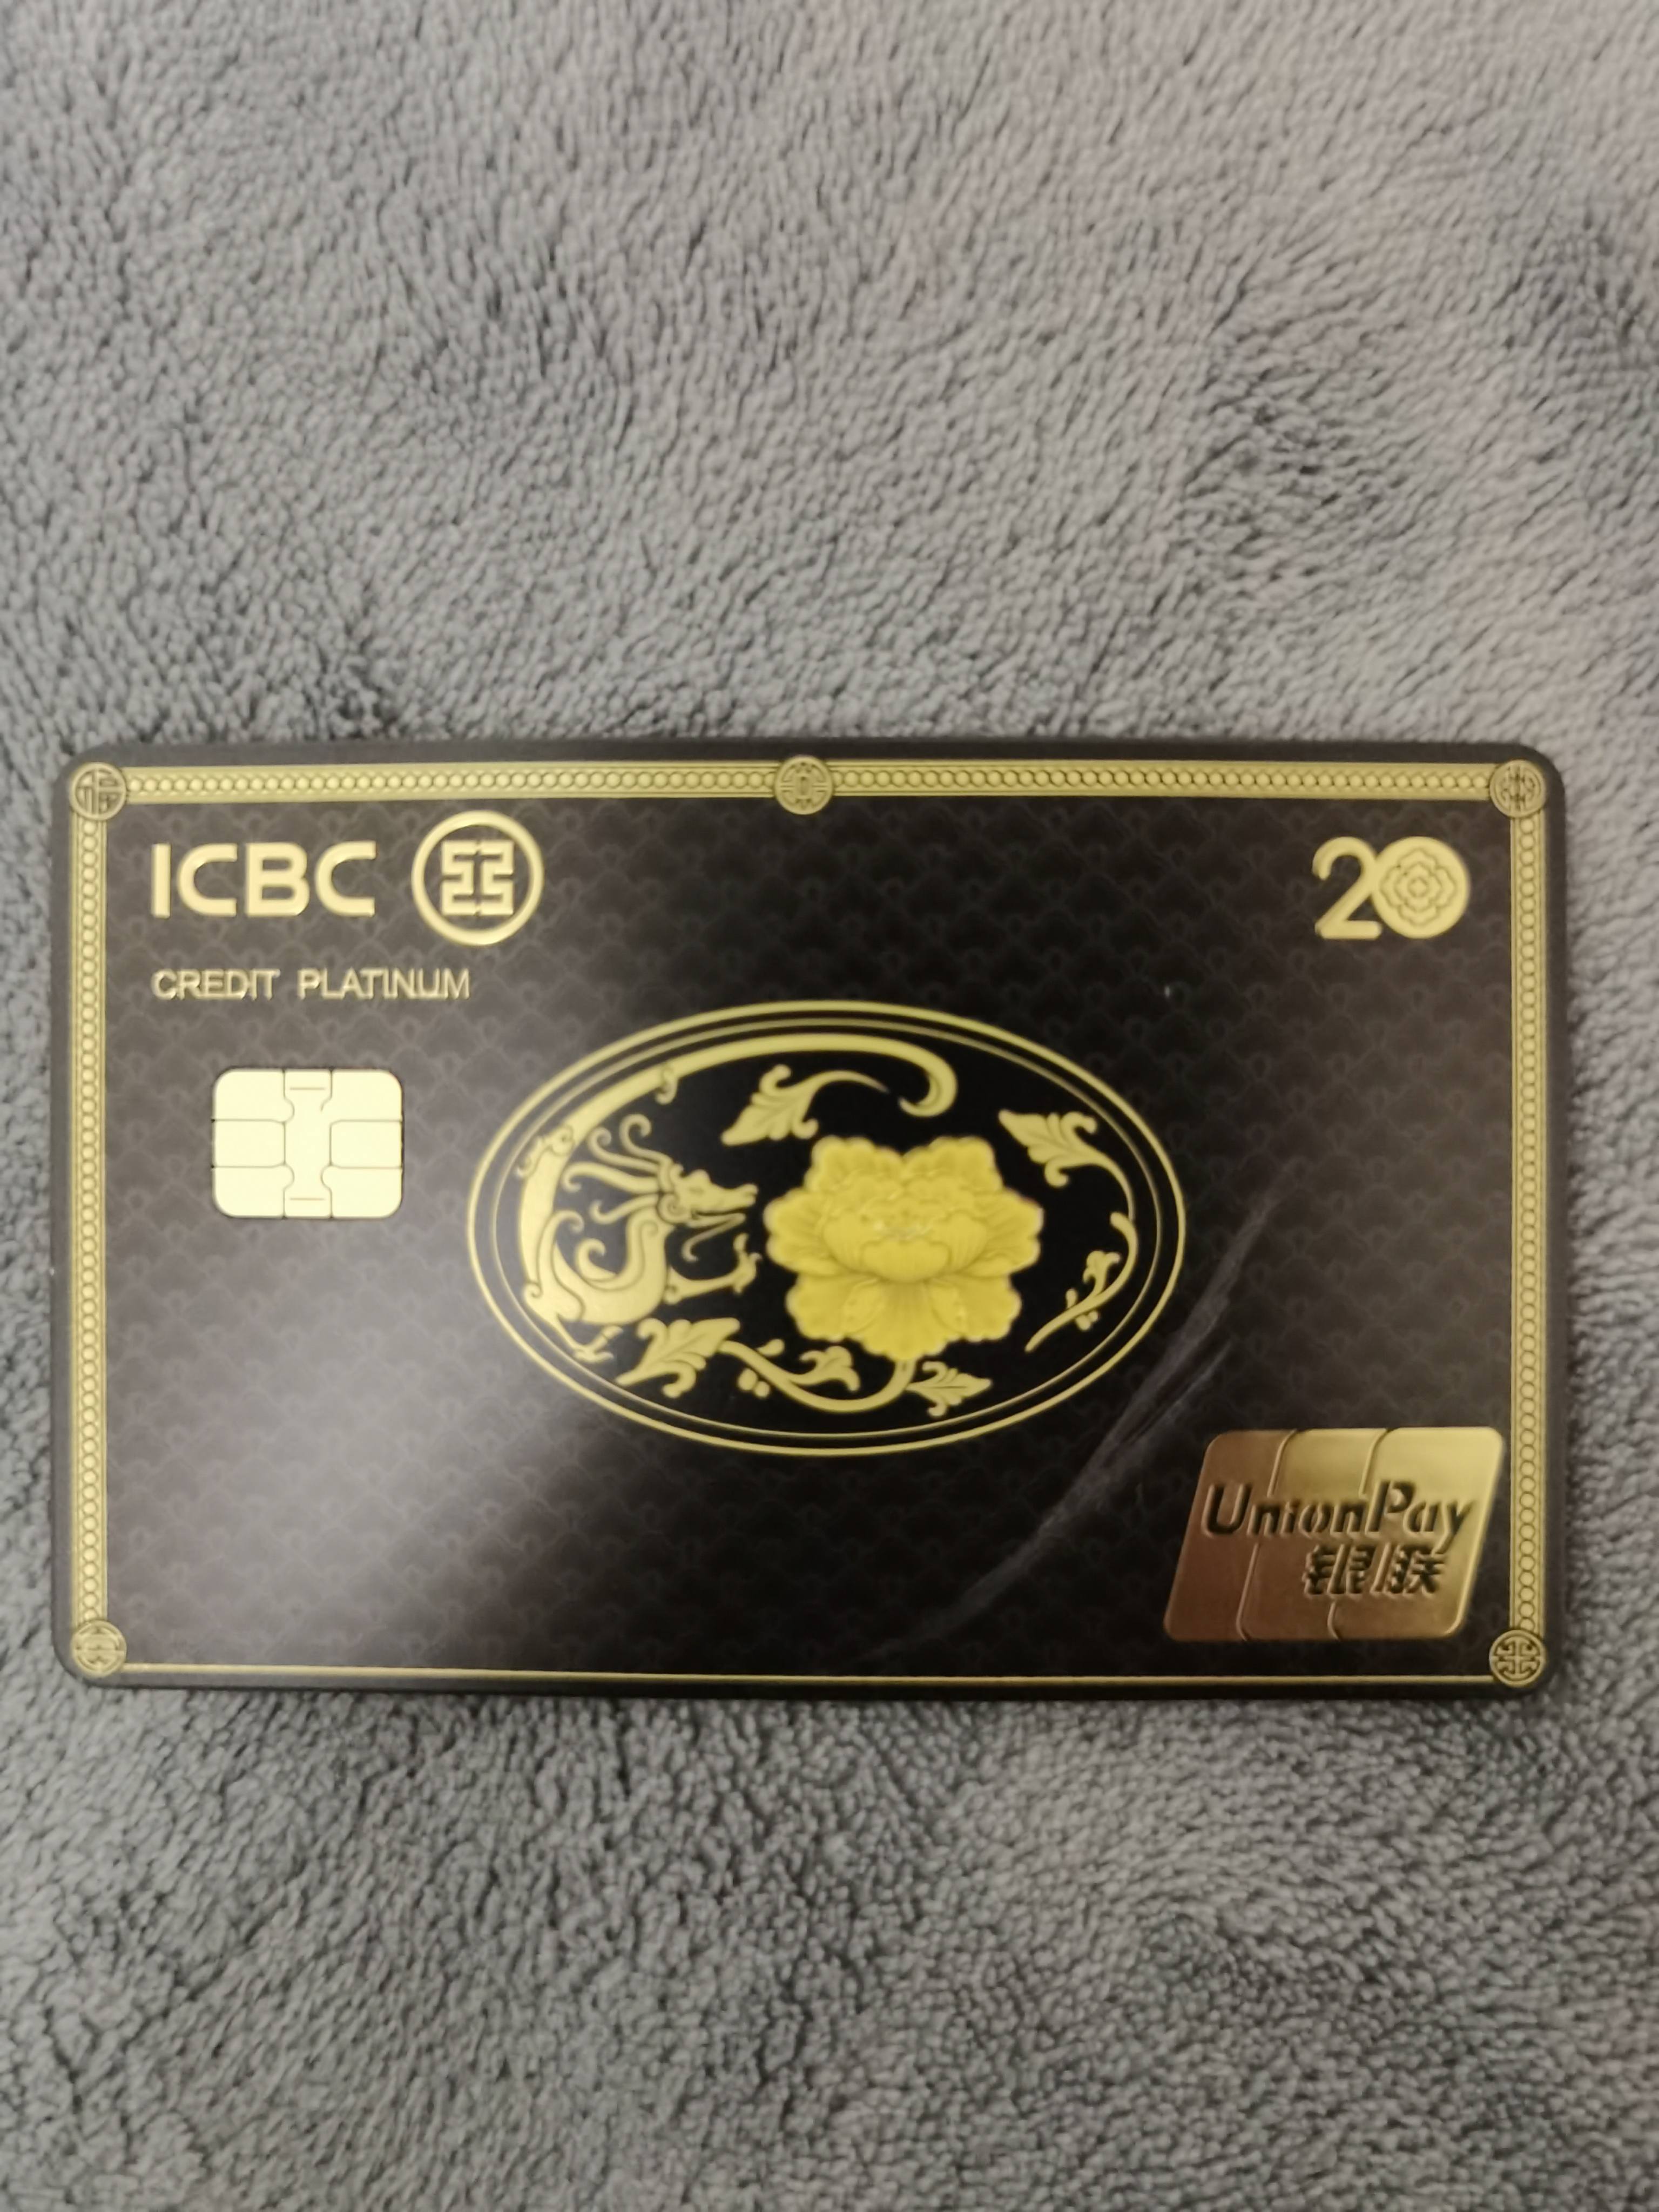 ICBC
20
CREDIT PLATINUM
UnionPay
银联